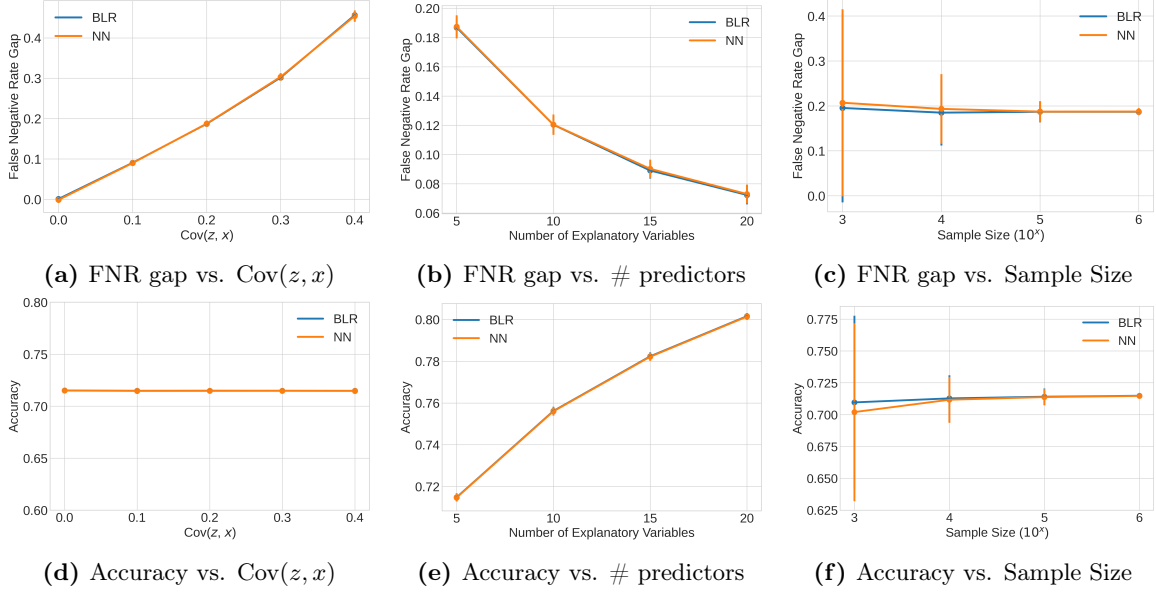 BLR
NN
False Negative Rate Gap
0.4
0.3
0.2
0.1
0.0
0.0 0.1 0.2 0.3 0.4
Cov(z, x)
(a) FNR gap vs. Cov(z, x)
BLR
NN
False Negative Rate Gap
0.20
0.18
0.16
0.14
0.12
0.10
0.08
0.06
5 10 15 20
Number of Explanatory Variables
(b) FNR gap vs. # predictors
BLR
NN
False Negative Rate Gap
0.4
0.3
0.2
0.1
0.0
3 4 5 6
Sample Size (10^x)
(c) FNR gap vs. Sample Size
BLR
NN
Accuracy
0.80
0.75
0.70
0.65
0.60
0.0 0.1 0.2 0.3 0.4
Cov(z, x)
(d) Accuracy vs. Cov(z, x)
BLR
NN
Accuracy
0.80
0.78
0.76
0.74
0.72
5 10 15 20
Number of Explanatory Variables
(e) Accuracy vs. # predictors
BLR
NN
Accuracy
0.775
0.750
0.725
0.700
0.675
0.650
0.625
3 4 5 6
Sample Size (10^x)
(f) Accuracy vs. Sample Size